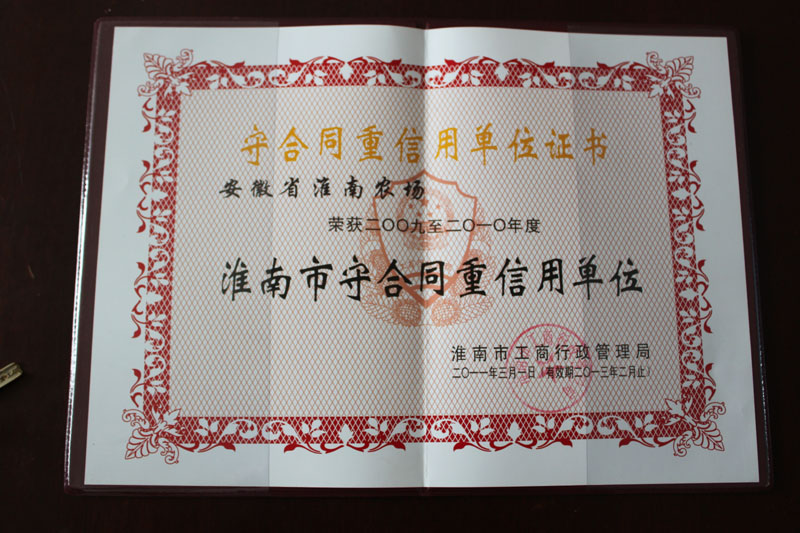 守合同重信用单位证书
安徽省淮南农场
荣获二〇〇九至二〇一〇年度
淮南市守合同重信用单位
淮南市工商行政管理局
二〇一一年三月一日（有效期二〇一三年二月止）